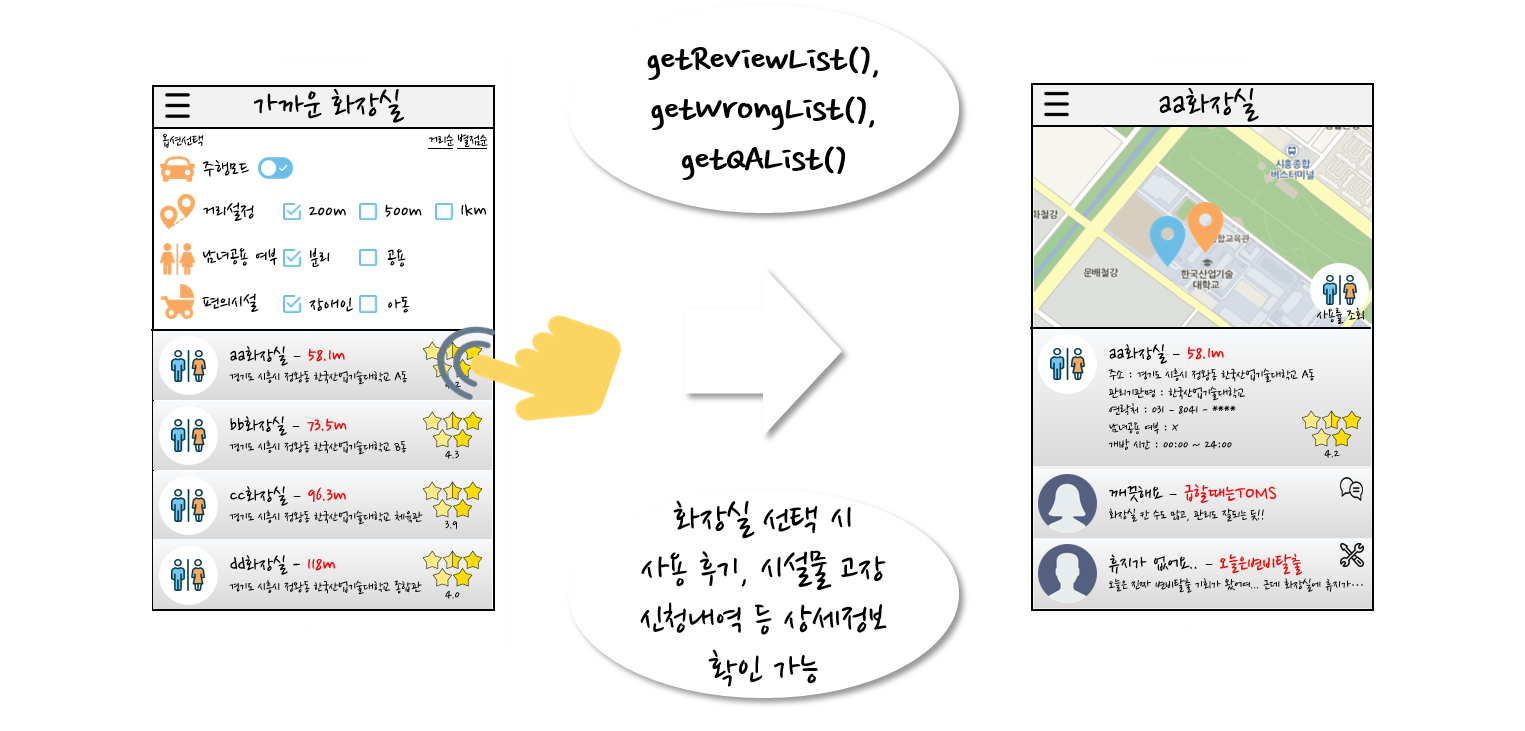 가까운 화장실
옵션선택
거리순 별점순
주행모드
거리설정 200m 500m 1km
남녀공용 여부 분리 공용
편의시설 장애인 아동
aa화장실 - 58.1m
경기도 시흥시 정왕동 한국산업기술대학교 A동
4.2
bb화장실 - 73.5m
경기도 시흥시 정왕동 한국산업기술대학교 B동
4.3
cc화장실 - 96.3m
경기도 시흥시 정왕동 한국산업기술대학교 체육관
3.9
dd화장실 - 118m
경기도 시흥시 정왕동 한국산업기술대학교 종합관
4.0
getReviewList(),
getWrongList(),
getQAList()
화장실 선택 시
사용 후기, 시설물 고장
신청내역 등 상세정보
확인 가능
aa화장실
시흥종합
버스터미널
화철강
합교육관
한국산업기술
대학교
문배철강
사용률 조회
aa화장실 - 58.1m
주소 : 경기도 시흥시 정왕동 한국산업기술대학교 A동
관리기관명 : 한국산업기술대학교
연락처 : 031 - 8041 - ****
남녀공용 여부 : X
개방 시간 : 00:00 ~ 24:00
4.2
깨끗해요 - 급할때는TOMS
화장실 칸 수도 많고, 관리도 잘되는 듯!!
휴지가 없어요.. - 오늘은변비탈출
오늘은 진짜 변비탈출 기회가 왔어여... 근데 화장실에 휴지가...